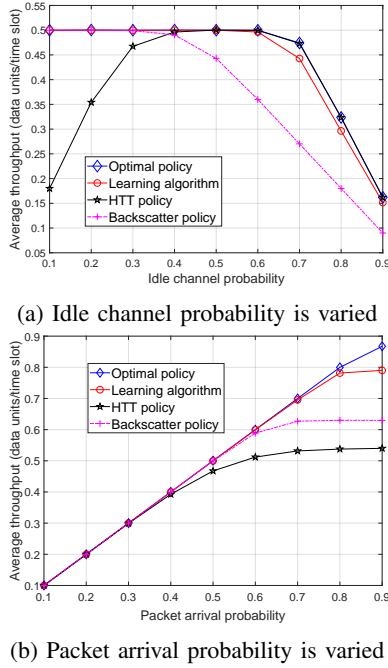 0.55
0.5
0.45
0.4
0.35
0.3
0.25
0.2
0.15
0.1
0.05
Average throughput (data units/time slot)
Optimal policy
Learning algorithm
HTT policy
Backscatter policy
0.1 0.2 0.3 0.4 0.5 0.6 0.7 0.8 0.9
Idle channel probability
(a) Idle channel probability is varied
0.9
0.8
0.7
0.6
0.5
0.4
0.3
0.2
0.1
Average throughput (data units/time slot)
Optimal policy
Learning algorithm
HTT policy
Backscatter policy
0.1 0.2 0.3 0.4 0.5 0.6 0.7 0.8 0.9
Packet arrival probability
(b) Packet arrival probability is varied